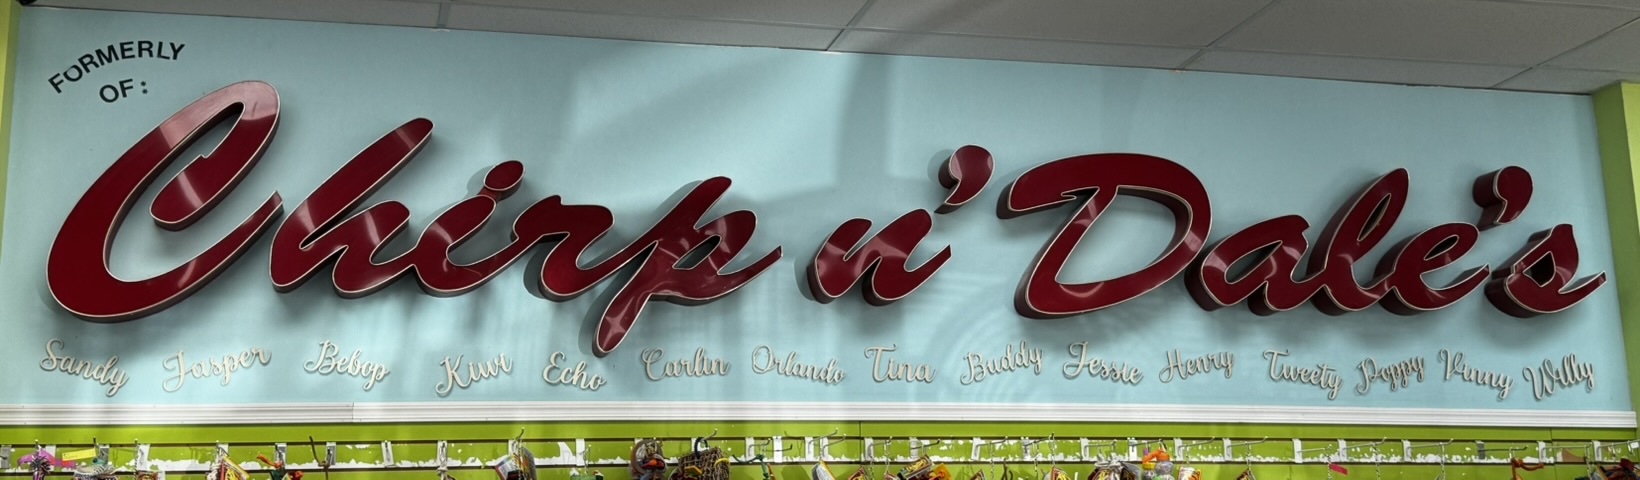 FORMERLY
OF:
Chirp n' Dale's
Sandy Jasper Bebop Kiwi Echo Carlin Orlando Tina Buddy Jessie Henry Tweety Poppy Vinny Willy